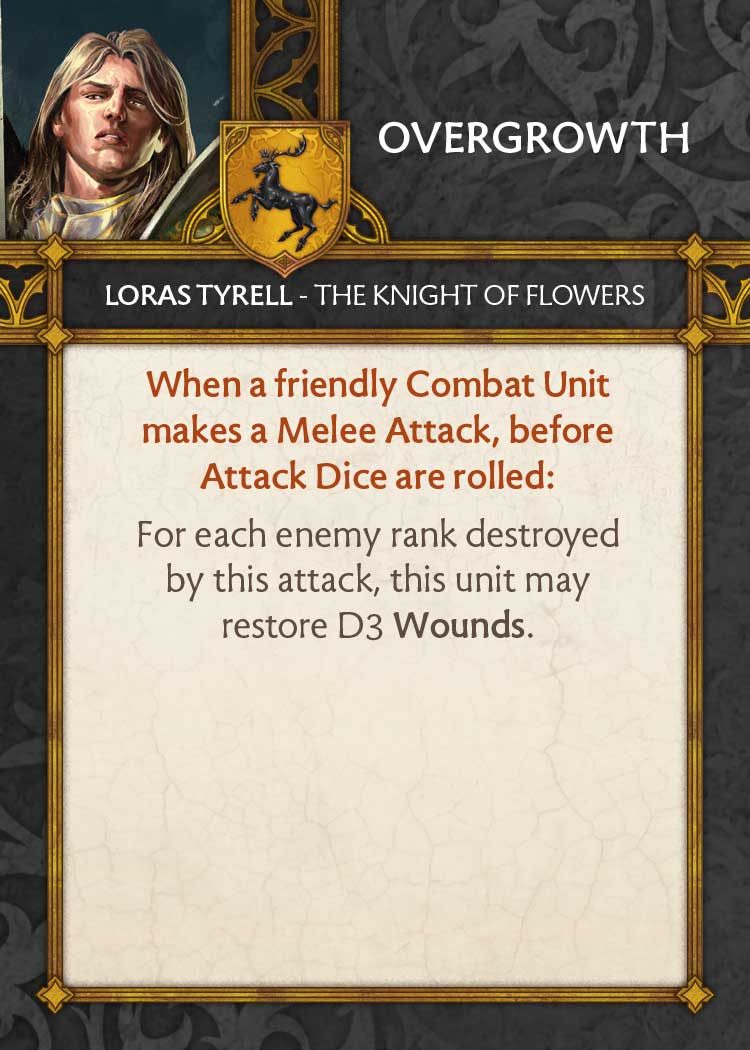 OVERGROWTH
LORAS TYRELL - THE KNIGHT OF FLOWERS
When a friendly Combat Unit
makes a Melee Attack, before
Attack Dice are rolled:
For each enemy rank destroyed
by this attack, this unit may
restore D3 Wounds.